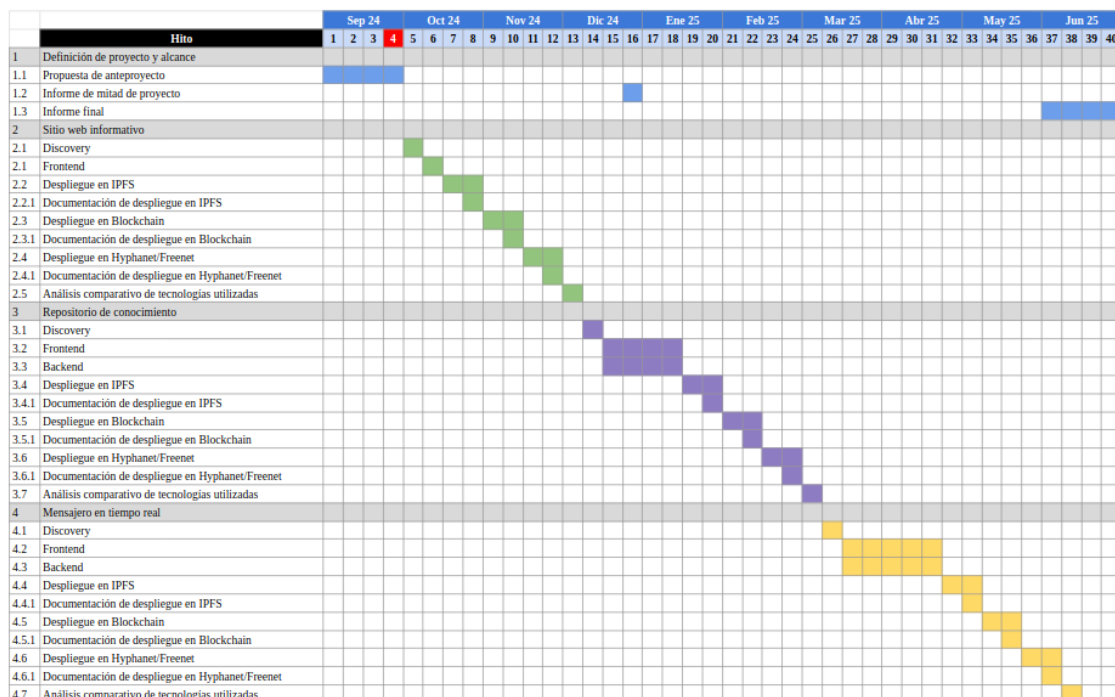 Sep 24 Oct 24 Nov 24 Dic 24 Ene 25 Feb 25 Mar 25 Abr 25 May 25 Jun 25
Hito 1 2 3 4 5 6 7 8 9 10 11 12 13 14 15 16 17 18 19 20 21 22 23 24 25 26 27 28 29 30 31 32 33 34 35 36 37 38 39 40
1 Definición de proyecto y alcance
1.1 Propuesta de anteproyecto
1.2 Informe de mitad de proyecto
1.3 Informe final
2 Sitio web informativo
2.1 Discovery
2.1 Frontend
2.2 Despliegue en IPFS
2.2.1 Documentación de despliegue en IPFS
2.3 Despliegue en Blockchain
2.3.1 Documentación de despliegue en Blockchain
2.4 Despliegue en Hyphanet/Freenet
2.4.1 Documentación de despliegue en Hyphanet/Freenet
2.5 Análisis comparativo de tecnologías utilizadas
3 Repositorio de conocimiento
3.1 Discovery
3.2 Frontend
3.3 Backend
3.4 Despliegue en IPFS
3.4.1 Documentación de despliegue en IPFS
3.5 Despliegue en Blockchain
3.5.1 Documentación de despliegue en Blockchain
3.6 Despliegue en Hyphanet/Freenet
3.6.1 Documentación de despliegue en Hyphanet/Freenet
3.7 Análisis comparativo de tecnologías utilizadas
4 Mensajero en tiempo real
4.1 Discovery
4.2 Frontend
4.3 Backend
4.4 Despliegue en IPFS
4.4.1 Documentación de despliegue en IPFS
4.5 Despliegue en Blockchain
4.5.1 Documentación de despliegue en Blockchain
4.6 Despliegue en Hyphanet/Freenet
4.6.1 Documentación de despliegue en Hyphanet/Freenet
4.7 Análisis comparativo de tecnologías utilizadas